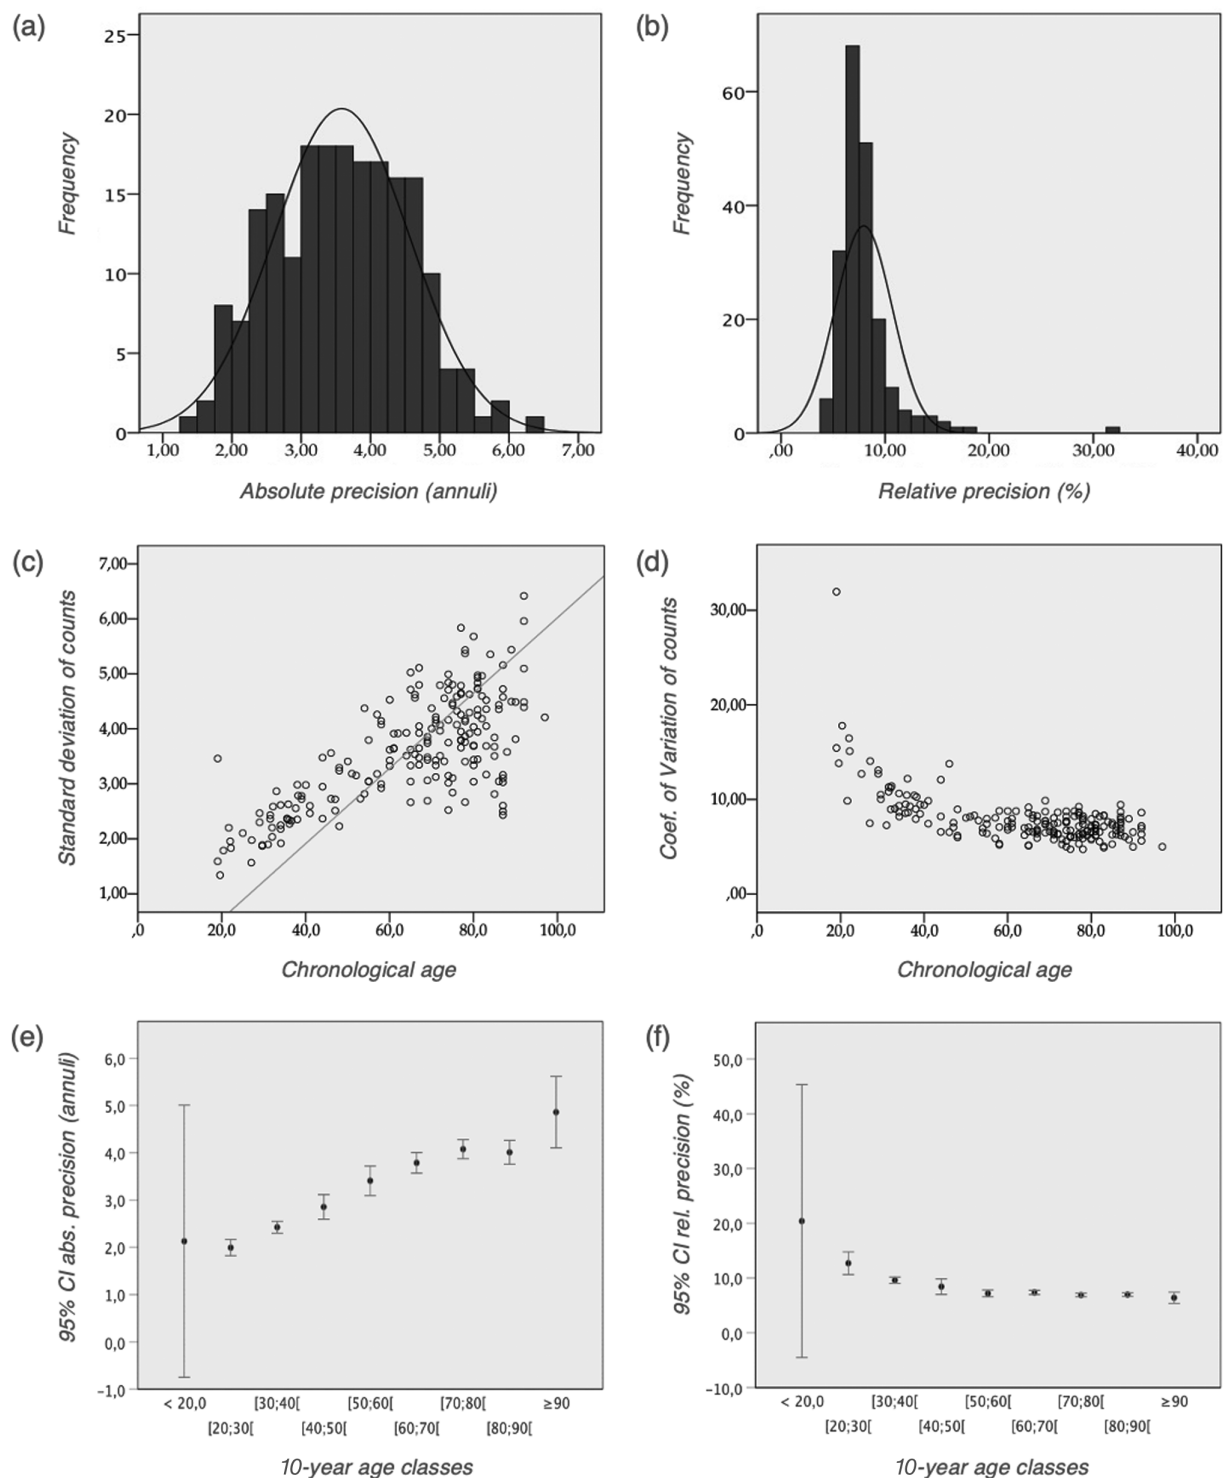 (a)
25
20
15
10
5
0
Frequency
1,00 2,00 3,00 4,00 5,00 6,00 7,00
Absolute precision (annuli)
(b)
60
40
20
0
Frequency
,00 10,00 20,00 30,00 40,00
Relative precision (%)
(c)
7,00
6,00
5,00
4,00
3,00
2,00
1,00
Standard deviation of counts
,0 20,0 40,0 60,0 80,0 100,0
Chronological age
(d)
30,00
20,00
10,00
,00
Coef. of Variation of counts
,0 20,0 40,0 60,0 80,0 100,0
Chronological age
(e)
6,0
5,0
4,0
3,0
2,0
1,0
0,0
-1,0
95% CI abs. precision (annuli)
< 20,0 [30;40[ [50;60[ [70;80[ ≥90
[20;30[ [40;50[ [60;70[ [80;90[
10-year age classes
(f)
50,0
40,0
30,0
20,0
10,0
0,0
-10,0
95% CI rel. precision (%)
< 20,0 [30;40[ [50;60[ [70;80[ ≥90
[20;30[ [40;50[ [60;70[ [80;90[
10-year age classes